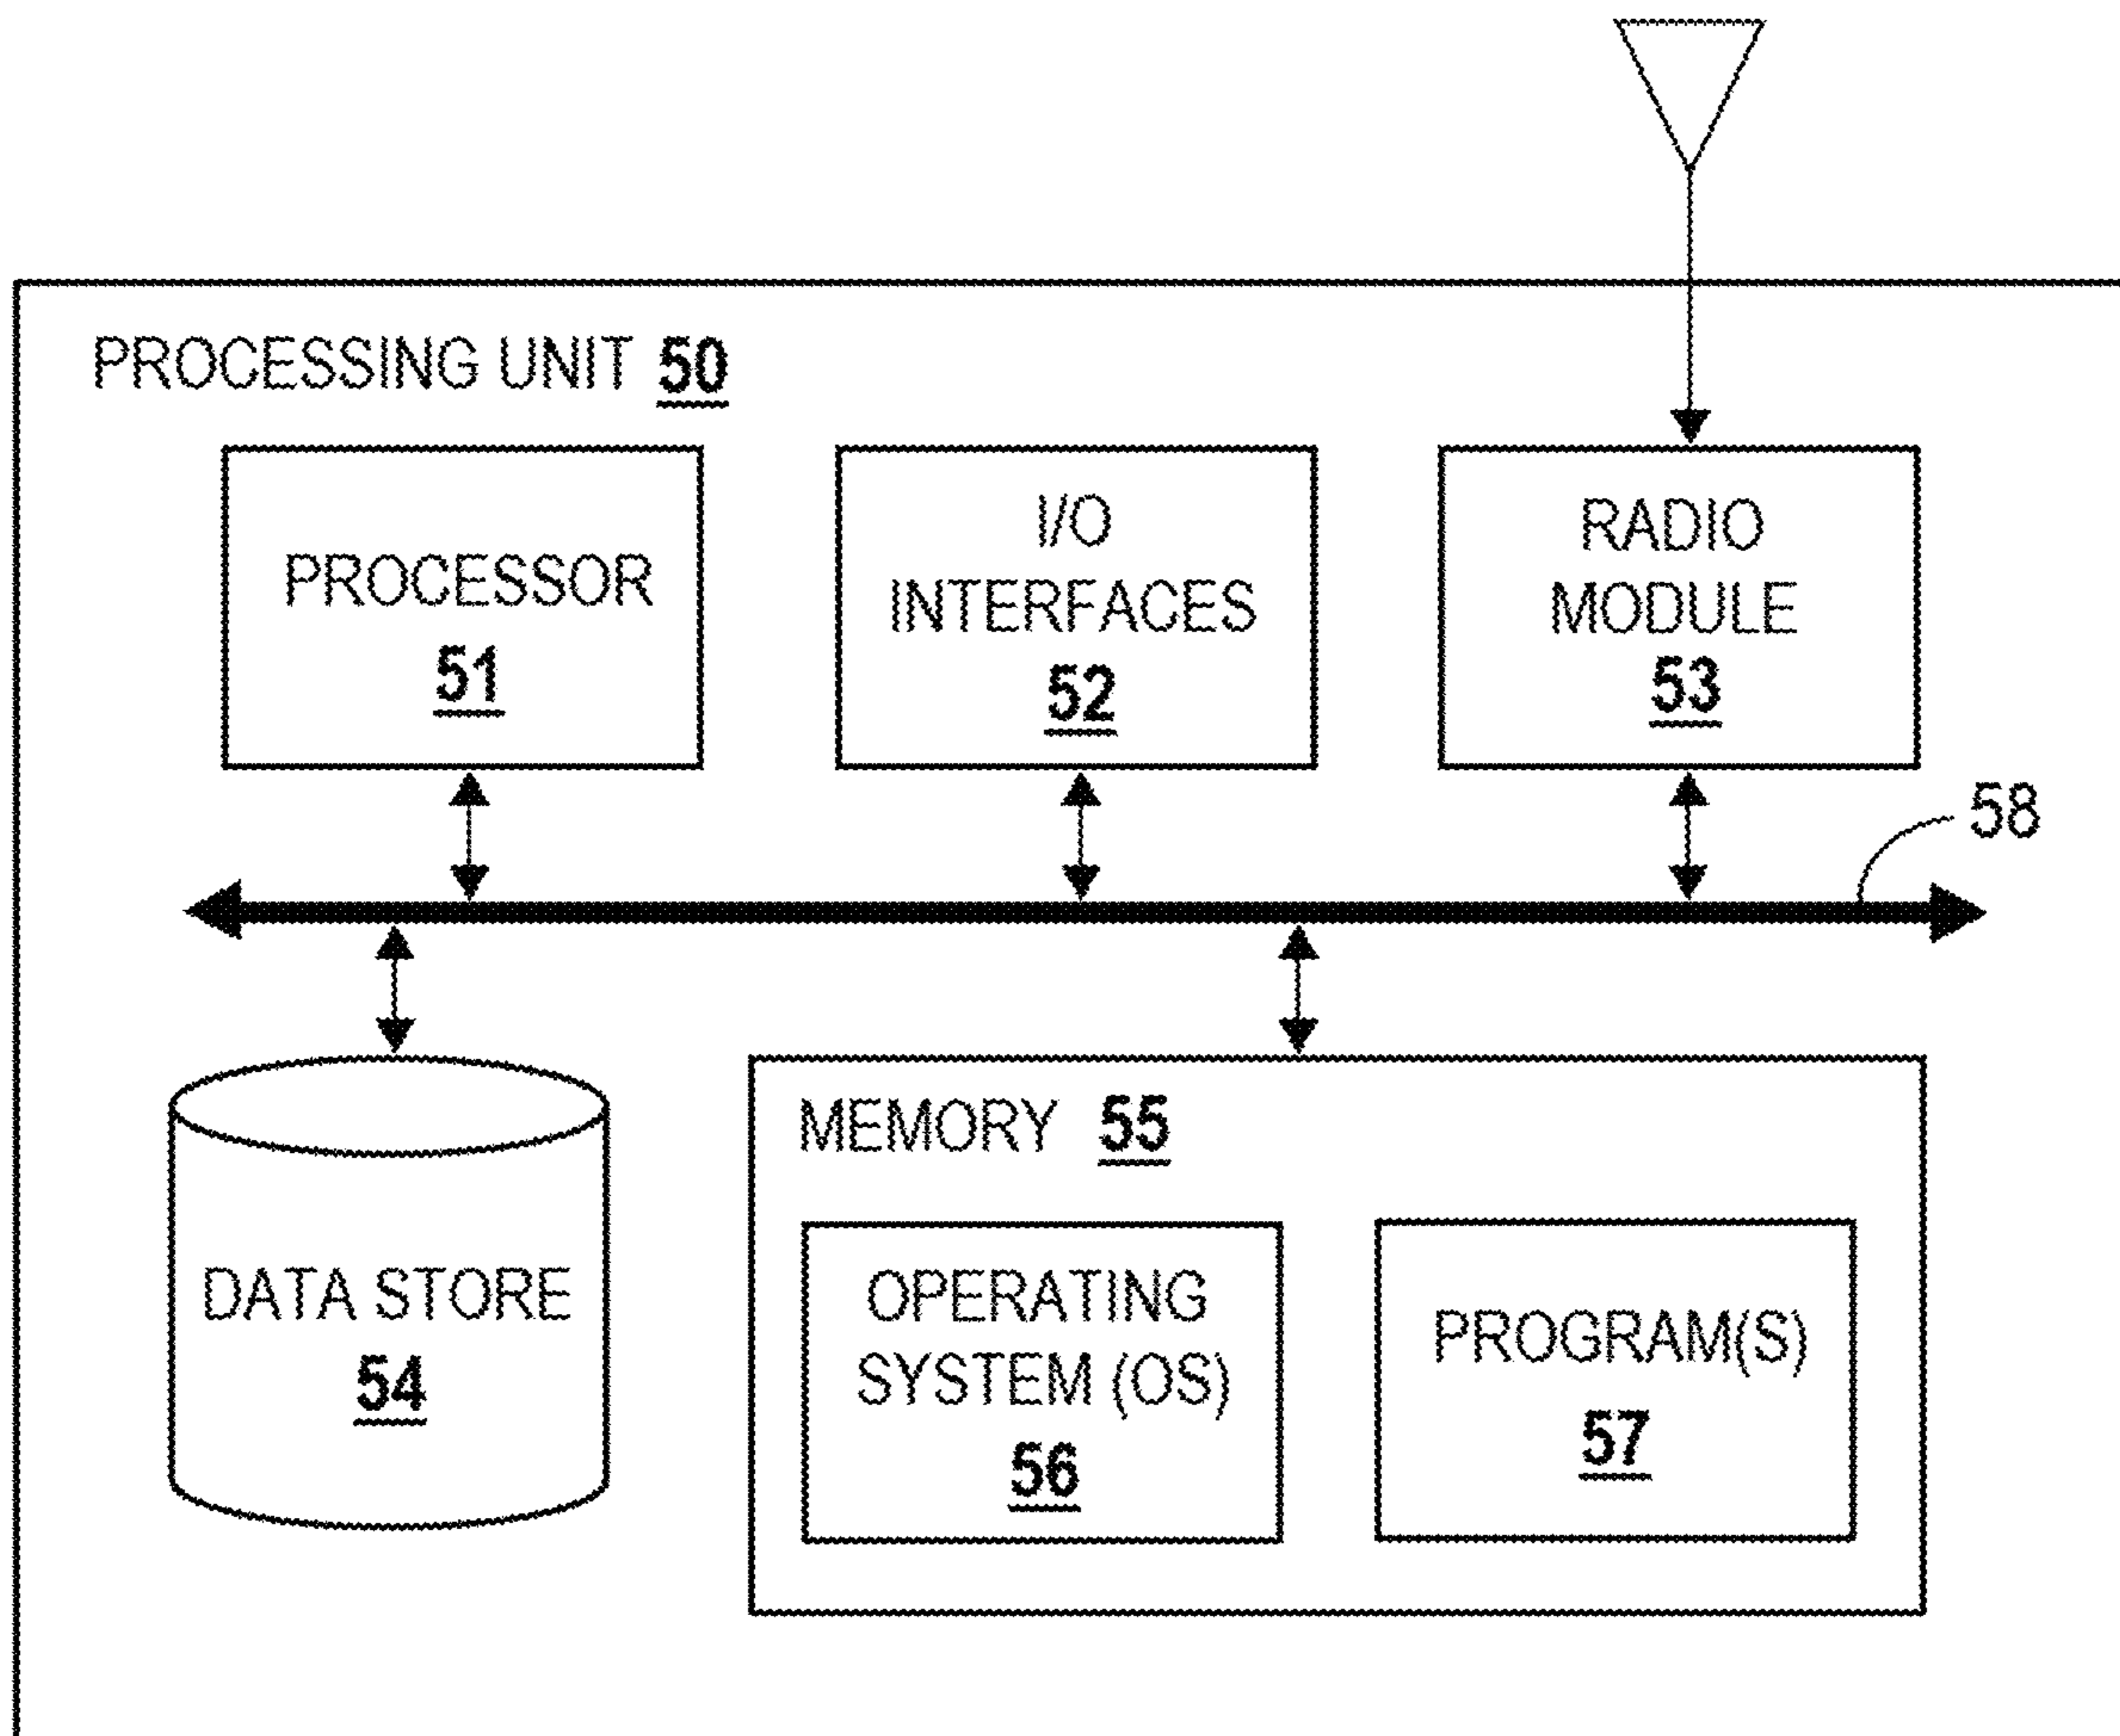 PROCESSING UNIT 50
PROCESSOR
51
I/O
INTERFACES
52
RADIO
MODULE
53
58
DATA STORE
54
MEMORY 55
OPERATING
SYSTEM (OS)
56
PROGRAM(S)
57